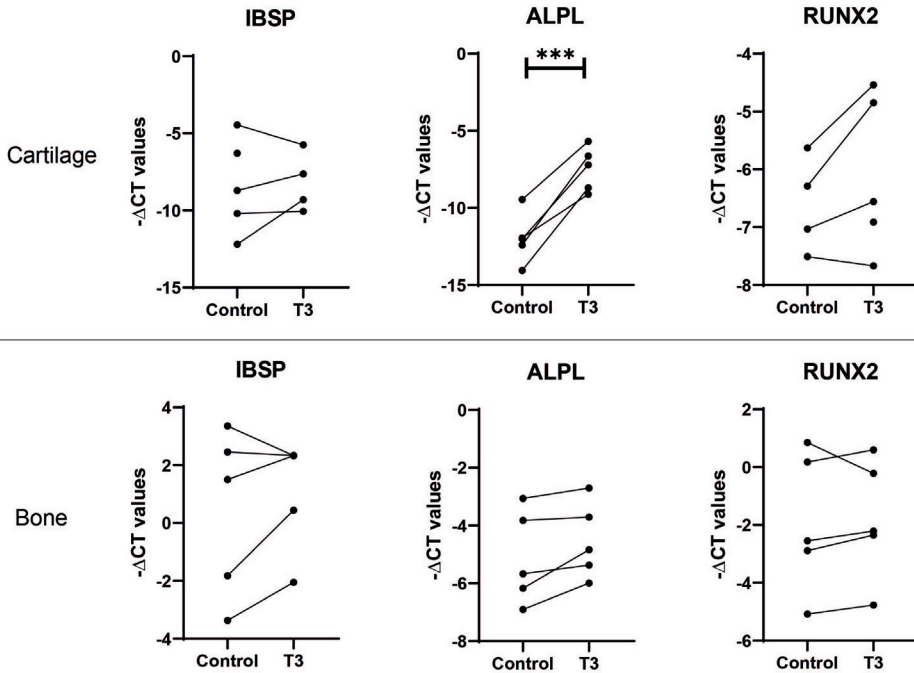 IBSP
ALPL
RUNX2
Cartilage
-ΔCT values
0
-5
-10
-15
Control T3
-ΔCT values
0
-5
-10
-15
***
Control T3
-ΔCT values
-4
-5
-6
-7
-8
Control T3
IBSP
ALPL
RUNX2
Bone
-ΔCT values
4
2
0
-2
-4
Control T3
-ΔCT values
0
-2
-4
-6
-8
Control T3
-ΔCT values
2
0
-2
-4
-6
Control T3